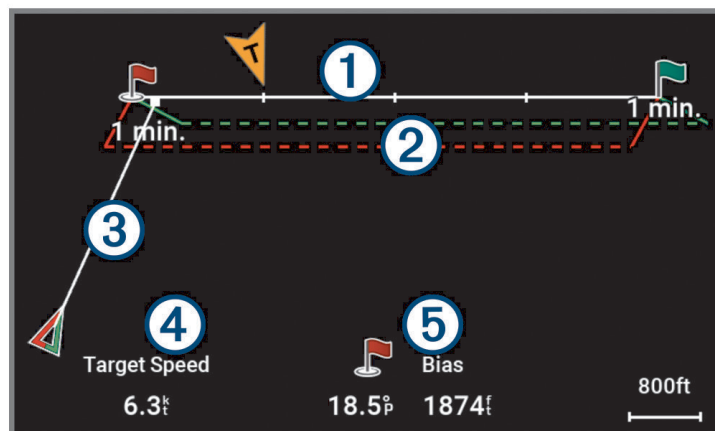 T
1
1 min.
1 min.
2
3
4
5
Target Speed
Bias
6.3kt
18.5°P
1874ft
800ft